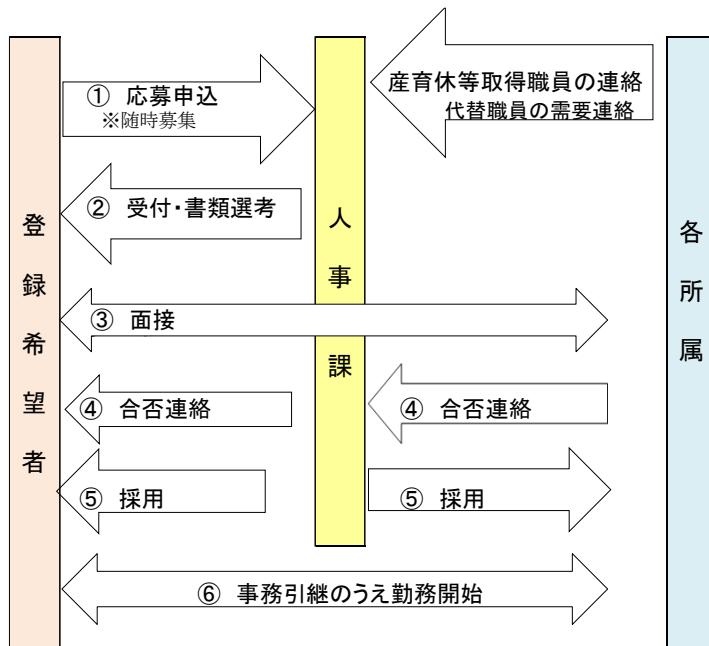 産育休等取得職員の連絡
代替職員の需要連絡
① 応募申込
※随時募集
② 受付・書類選考
登録希望者
人事課
各所属
③ 面接
④ 合否連絡
④ 合否連絡
⑤ 採用
⑤ 採用
⑥ 事務引継のうえ勤務開始